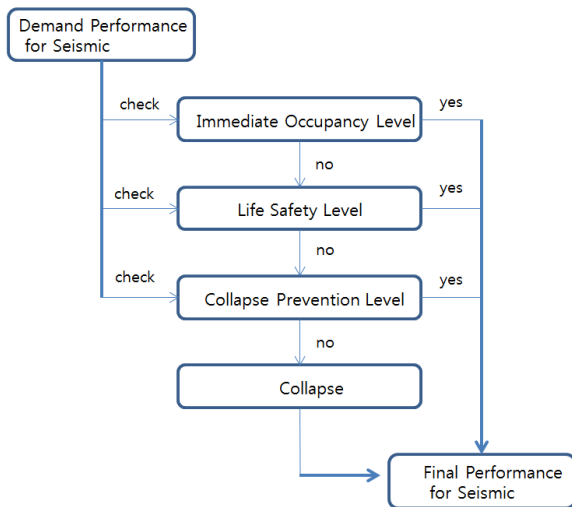 Demand Performance
for Seismic
check
yes
Immediate Occupancy Level
no
check
yes
Life Safety Level
no
check
yes
Collapse Prevention Level
no
Collapse
Final Performance
for Seismic